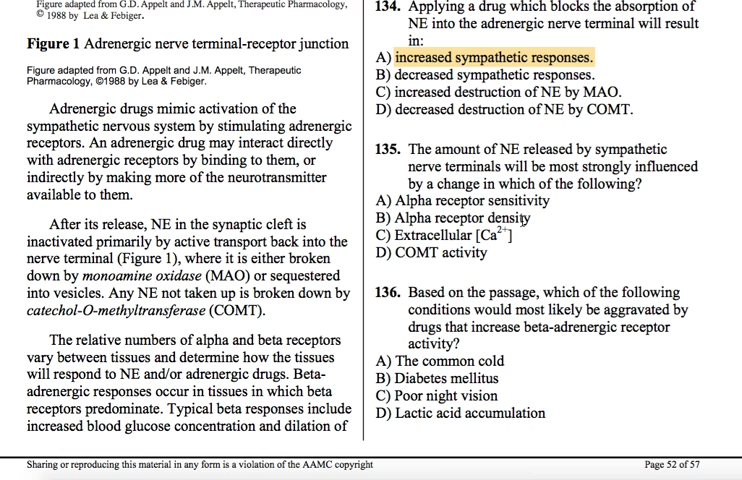 Figure adapted from G.D. Appelt and J.M. Appelt, Therapeutic Pharmacology,
© 1988 by Lea & Febiger.
Figure 1 Adrenergic nerve terminal-receptor junction
Figure adapted from G.D. Appelt and J.M. Appelt, Therapeutic
Pharmacology, ©1988 by Lea & Febiger.
Adrenergic drugs mimic activation of the
sympathetic nervous system by stimulating adrenergic
receptors. An adrenergic drug may interact directly
with adrenergic receptors by binding to them, or
indirectly by making more of the neurotransmitter
available to them.
After its release, NE in the synaptic cleft is
inactivated primarily by active transport back into the
nerve terminal (Figure 1), where it is either broken
down by monoamine oxidase (MAO) or sequestered
into vesicles. Any NE not taken up is broken down by
catechol-O-methyltransferase (COMT).
The relative numbers of alpha and beta receptors
vary between tissues and determine how the tissues
will respond to NE and/or adrenergic drugs. Beta-
adrenergic responses occur in tissues in which beta
receptors predominate. Typical beta responses include
increased blood glucose concentration and dilation of
134. Applying a drug which blocks the absorption of
NE into the adrenergic nerve terminal will result
in:
A) increased sympathetic responses.
B) decreased sympathetic responses.
C) increased destruction of NE by MAO.
D) decreased destruction of NE by COMT.
135. The amount of NE released by sympathetic
nerve terminals will be most strongly influenced
by a change in which of the following?
A) Alpha receptor sensitivity
B) Alpha receptor density
C) Extracellular [Ca²⁺]
D) COMT activity
136. Based on the passage, which of the following
conditions would most likely be aggravated by
drugs that increase beta-adrenergic receptor
activity?
A) The common cold
B) Diabetes mellitus
C) Poor night vision
D) Lactic acid accumulation
Sharing or reproducing this material in any form is a violation of the AAMC copyright
Page 52 of 57